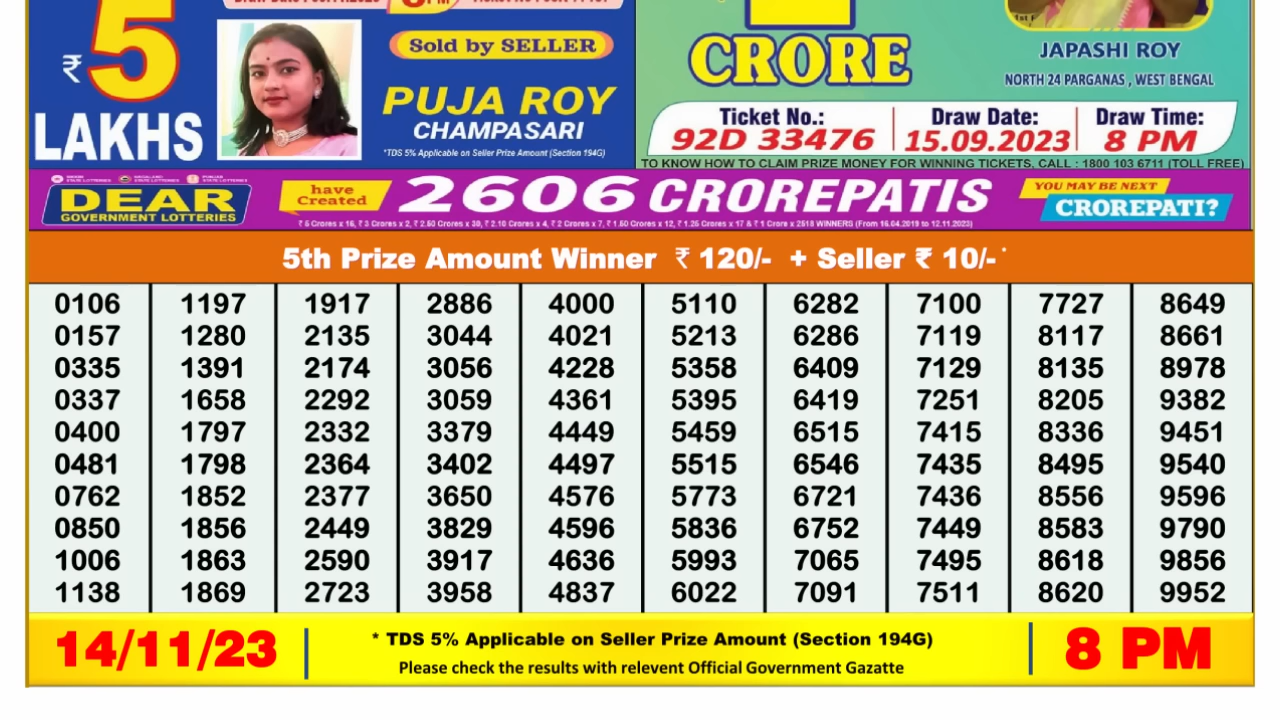 ₹ 5
LAKHS
Sold by SELLER
PUJA ROY
CHAMPASARI
*TDS 5% Applicable on Seller Prize Amount (Section 194G)
CRORE
JAPASHI ROY
NORTH 24 PARGANAS , WEST BENGAL
Ticket No.: Draw Date: Draw Time:
92D 33476 15.09.2023 8 PM
TO KNOW HOW TO CLAIM PRIZE MONEY FOR WINNING TICKETS, CALL : 1800 103 6711 (TOLL FREE)
DEAR
GOVERNMENT LOTTERIES
have
Created
2606 CROREPATIS
YOU MAY BE NEXT
CROREPATI?
5th Prize Amount Winner ₹ 120/- + Seller ₹ 10/- *
0106 1197 1917 2886 4000 5110 6282 7100 7727 8649
0157 1280 2135 3044 4021 5213 6286 7119 8117 8661
0335 1391 2174 3056 4228 5358 6409 7129 8135 8978
0337 1658 2292 3059 4361 5395 6419 7251 8205 9382
0400 1797 2332 3379 4449 5459 6515 7415 8336 9451
0481 1798 2364 3402 4497 5515 6546 7435 8495 9540
0762 1852 2377 3650 4576 5773 6721 7436 8556 9596
0850 1856 2449 3829 4596 5836 6752 7449 8583 9790
1006 1863 2590 3917 4636 5993 7065 7495 8618 9856
1138 1869 2723 3958 4837 6022 7091 7511 8620 9952
14/11/23
* TDS 5% Applicable on Seller Prize Amount (Section 194G)
Please check the results with relevent Official Government Gazatte
8 PM